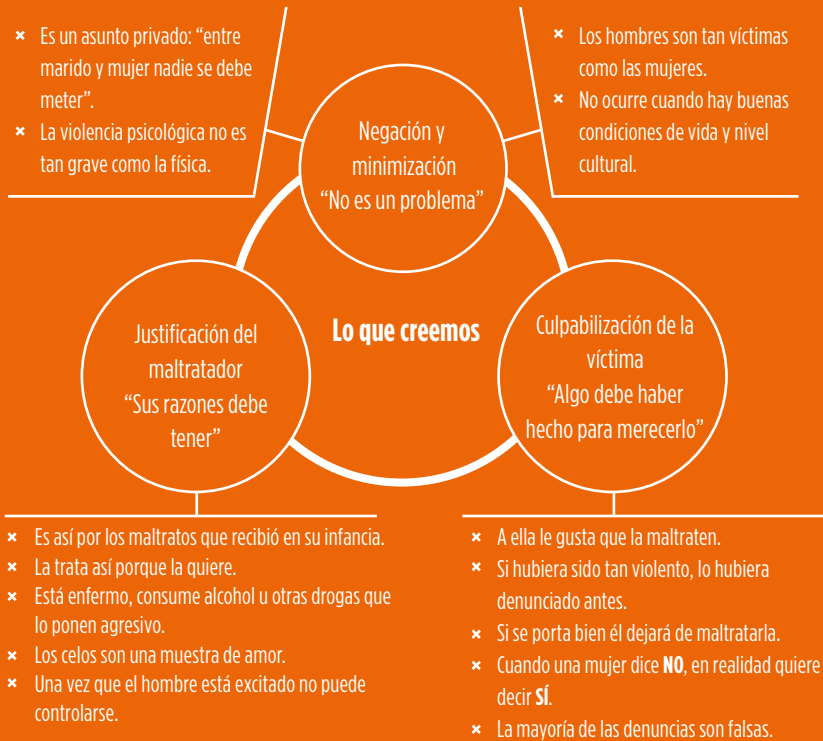 × Es un asunto privado: “entre
marido y mujer nadie se debe
meter”.
× La violencia psicológica no es
tan grave como la física.
× Los hombres son tan víctimas
como las mujeres.
× No ocurre cuando hay buenas
condiciones de vida y nivel
cultural.
Negación y
minimización
“No es un problema”
Lo que creemos
Justificación del
maltratador
“Sus razones debe
tener”
Culpabilización de la
víctima
“Algo debe haber
hecho para merecerlo”
× Es así por los maltratos que recibió en su infancia.
× La trata así porque la quiere.
× Está enfermo, consume alcohol u otras drogas que
lo ponen agresivo.
× Los celos son una muestra de amor.
× Una vez que el hombre está excitado no puede
controlarse.
× A ella le gusta que la maltraten.
× Si hubiera sido tan violento, lo hubiera
denunciado antes.
× Si se porta bien él dejará de maltratarla.
× Cuando una mujer dice NO, en realidad quiere
decir SÍ.
× La mayoría de las denuncias son falsas.